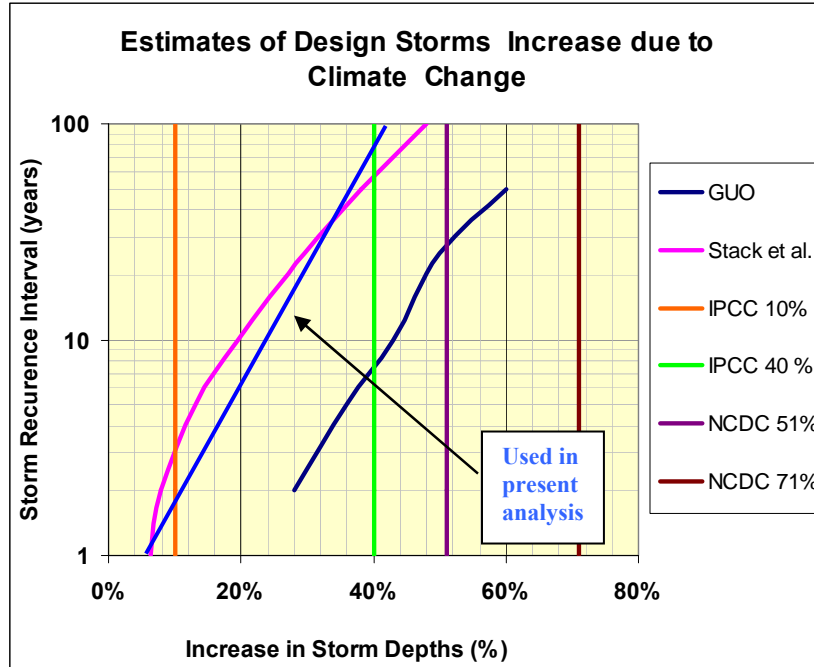 Estimates of Design Storms Increase due to
Climate Change
Storm Recurence Interval (years)
100
10
1
0%
20%
40%
60%
80%
Increase in Storm Depths (%)
Used in
present
analysis
GUO
Stack et al.
IPCC 10%
IPCC 40 %
NCDC 51%
NCDC 71%